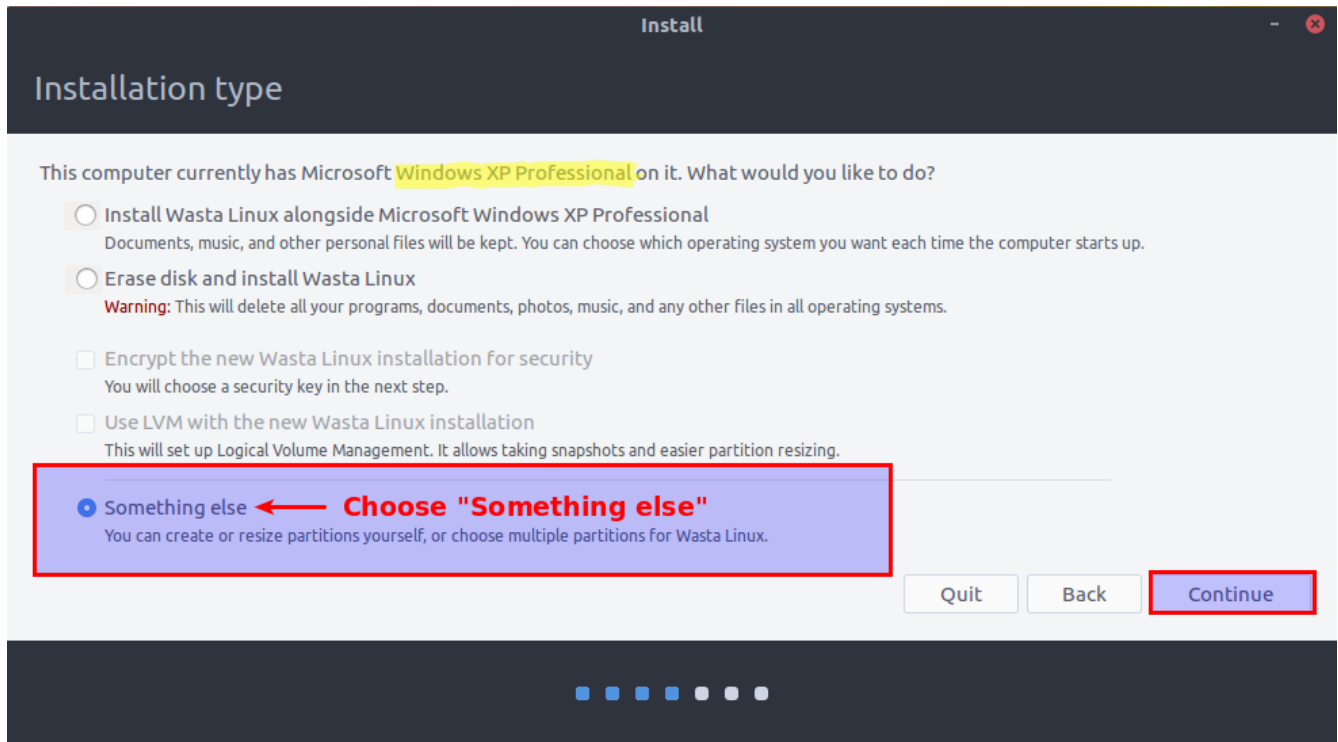 Install
Installation type
This computer currently has Microsoft Windows XP Professional on it. What would you like to do?
Install Wasta Linux alongside Microsoft Windows XP Professional
Documents, music, and other personal files will be kept. You can choose which operating system you want each time the computer starts up.
Erase disk and install Wasta Linux
Warning: This will delete all your programs, documents, photos, music, and any other files in all operating systems.
Encrypt the new Wasta Linux installation for security
You will choose a security key in the next step.
Use LVM with the new Wasta Linux installation
This will set up Logical Volume Management. It allows taking snapshots and easier partition resizing.
Something else Choose "Something else"
You can create or resize partitions yourself, or choose multiple partitions for Wasta Linux.
Quit Back Continue